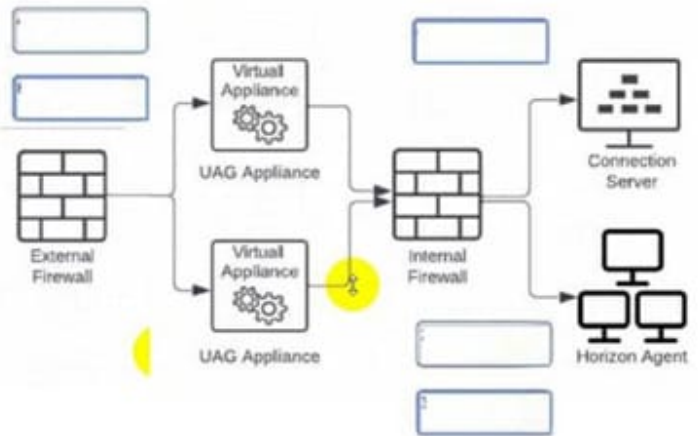 Virtual
Appliance
UAG Appliance
External
Firewall
Virtual
Appliance
UAG Appliance
Internal
Firewall
Connection
Server
Horizon Agent